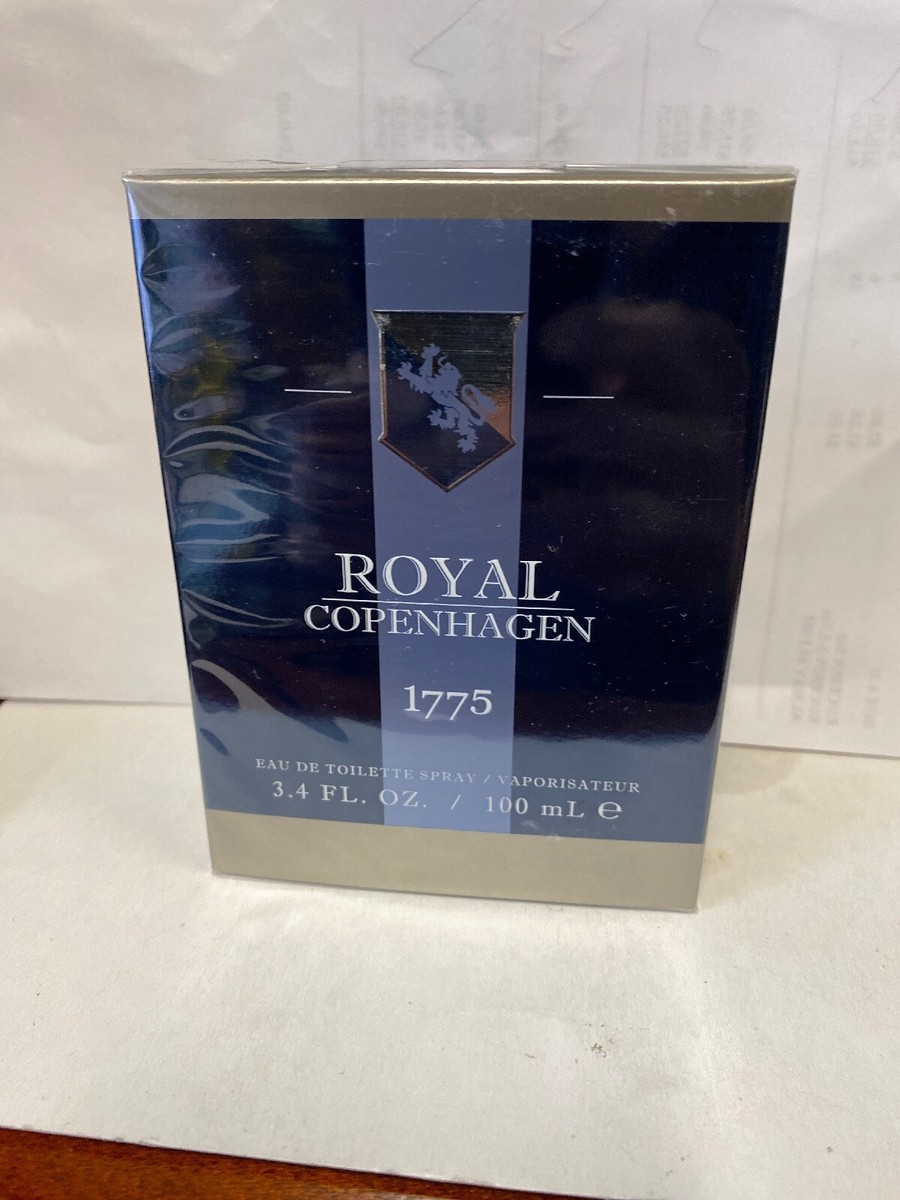 ROYAL
COPENHAGEN
1775
EAU DE TOILETTE SPRAY / VAPORISATEUR
3.4 FL. OZ. / 100 mL ℮